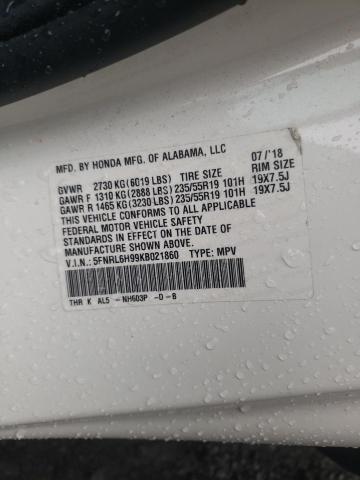 MFD. BY HONDA MFG. OF ALABAMA, LLC 07/'18
GVWR 2730 KG(6019 LBS) TIRE SIZE RIM SIZE
GAWR F 1310 KG(2888 LBS)235/55R19 101H 19X7.5J
GAWR R 1465 KG(3230 LBS)235/55R19 101H 19X7.5J
THIS VEHICLE CONFORMS TO ALL APPLICABLE
FEDERAL MOTOR VEHICLE SAFETY AND THEFT PREVENTION
STANDARDS IN EFFECT ON THE DATE OF
MANUFACTURE SHOWN ABOVE.
V.I.N.: 5FNRL6H99KB021860 TYPE: MPV
THR K AL5 -NH603P -D-B